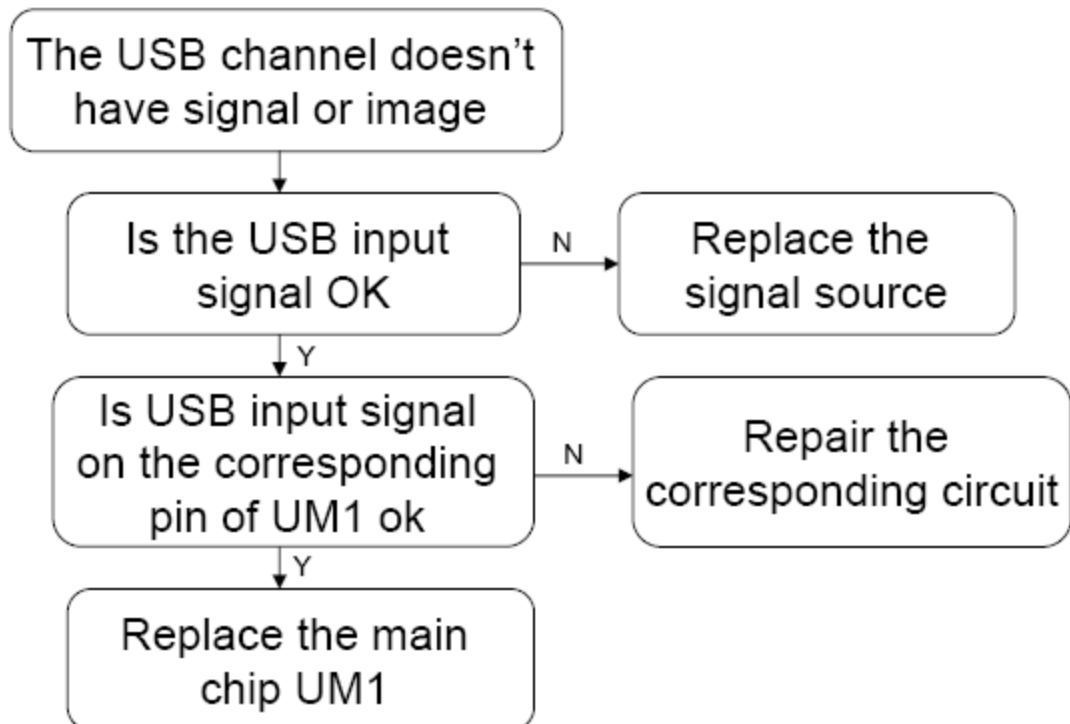 The USB channel doesn’t
have signal or image
Is the USB input
signal OK
N
Replace the
signal source
Y
Is USB input signal
on the corresponding
pin of UM1 ok
N
Repair the
corresponding circuit
Y
Replace the main
chip UM1